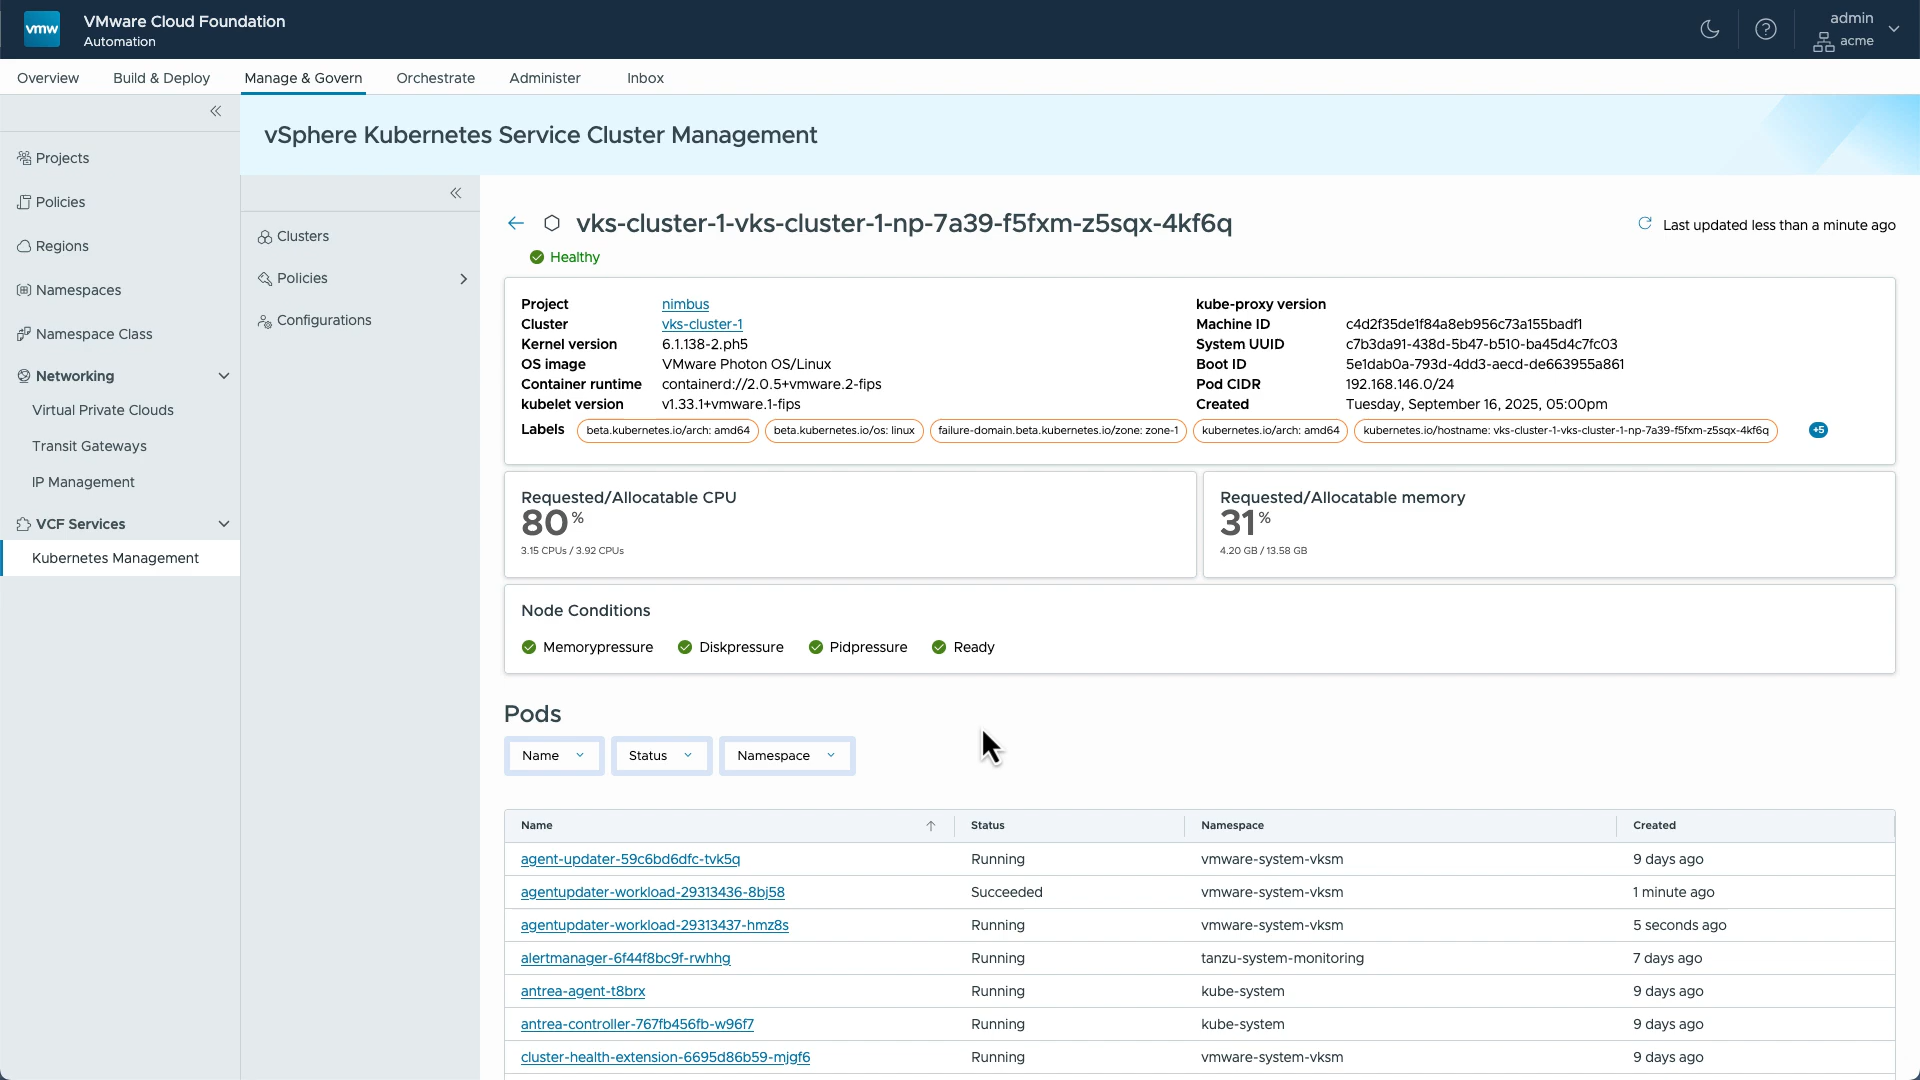 vmw
VMware Cloud Foundation
Automation
admin
acme
Overview
Build & Deploy
Manage & Govern
Orchestrate
Administer
Inbox
Projects
Policies
Regions
Namespaces
Namespace Class
Networking
Virtual Private Clouds
Transit Gateways
IP Management
VCF Services
Kubernetes Management
vSphere Kubernetes Service Cluster Management
Clusters
Policies
Configurations
vks-cluster-1-vks-cluster-1-np-7a39-f5fxm-z5sqx-4kf6q
Last updated less than a minute ago
Healthy
Project nimbus
Cluster vks-cluster-1
Kernel version 6.1.138-2.ph5
OS image VMware Photon OS/Linux
Container runtime containerd://2.0.5+vmware.2-fips
kubelet version v1.33.1+vmware.1-fips
kube-proxy version
Machine ID c4d2f35de1f84a8eb956c73a155badf1
System UUID c7b3da91-438d-5b47-b510-ba45d4c7fc03
Boot ID 5e1dab0a-793d-4dd3-aecd-de663955a861
Pod CIDR 192.168.146.0/24
Created Tuesday, September 16, 2025, 05:00pm
Labels beta.kubernetes.io/arch: amd64 beta.kubernetes.io/os: linux failure-domain.beta.kubernetes.io/zone: zone-1 kubernetes.io/arch: amd64 kubernetes.io/hostname: vks-cluster-1-vks-cluster-1-np-7a39-f5fxm-z5sqx-4kf6q +5
Requested/Allocatable CPU
80%
3.15 CPUs / 3.92 CPUs
Requested/Allocatable memory
31%
4.20 GB / 13.58 GB
Node Conditions
Memorypressure Diskpressure Pidpressure Ready
Pods
Name Status Namespace
Name Status Namespace Created
agent-updater-59c6bd6dfc-tvk5q Running vmware-system-vksm 9 days ago
agentupdater-workload-29313436-8bj58 Succeeded vmware-system-vksm 1 minute ago
agentupdater-workload-29313437-hmz8s Running vmware-system-vksm 5 seconds ago
alertmanager-6f44f8bc9f-rwhhg Running tanzu-system-monitoring 7 days ago
antrea-agent-t8brx Running kube-system 9 days ago
antrea-controller-767fb456fb-w96f7 Running kube-system 9 days ago
cluster-health-extension-6695d86b59-mjgf6 Running vmware-system-vksm 9 days ago